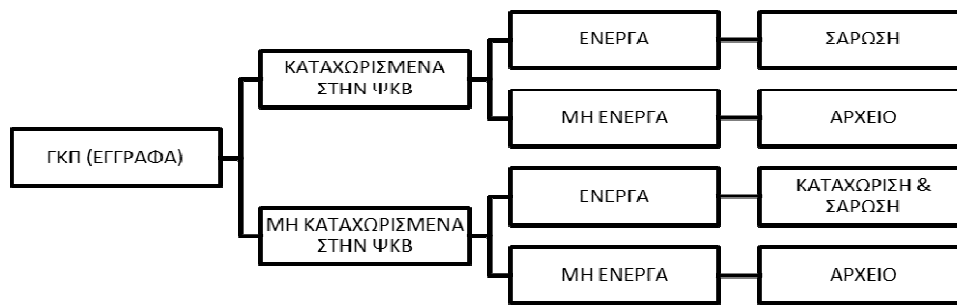 ΓΚΠ (ΕΓΓΡΑΦΑ)
ΚΑΤΑΧΩΡΙΣΜΕΝΑ
ΣΤΗΝ ΨΚΒ
ΕΝΕΡΓΑ
ΣΑΡΩΣΗ
ΜΗ ΕΝΕΡΓΑ
ΑΡΧΕΙΟ
ΜΗ ΚΑΤΑΧΩΡΙΣΜΕΝΑ
ΣΤΗΝ ΨΚΒ
ΕΝΕΡΓΑ
ΚΑΤΑΧΩΡΙΣΗ &
ΣΑΡΩΣΗ
ΜΗ ΕΝΕΡΓΑ
ΑΡΧΕΙΟ